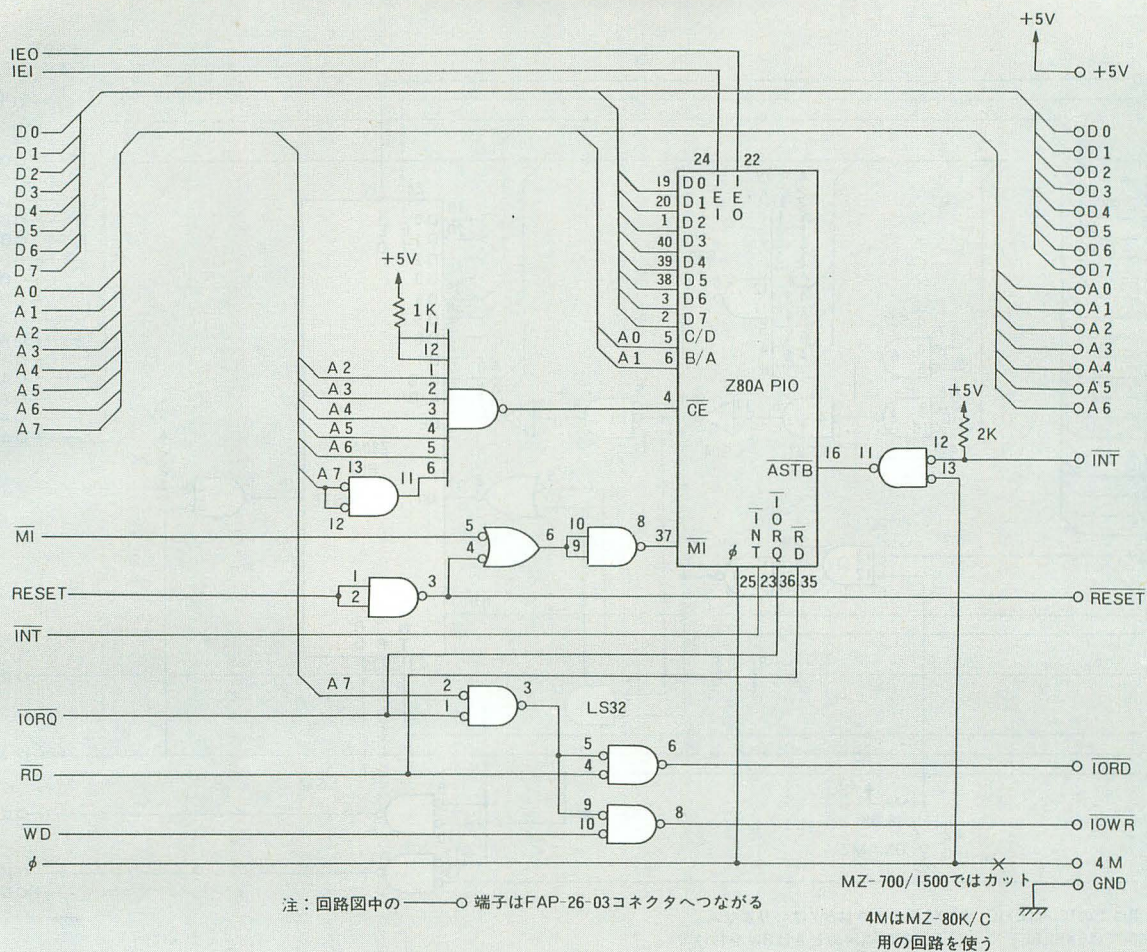 +5V
IEO
IEI
+5V
D0
D1
D2
D3
D4
D5
D6
D7
A0
A1
A2
A3
A4
A5
A6
A7
D0
D1
D2
D3
D4
D5
D6
D7
A0
A1
A2
A3
A4
A5
A6
24 22
IEI IEO
19 D0
20 D1
1 D2
40 D3
39 D4
38 D5
3 D6
2 D7
A0 5 C/D
A1 6 B/A
Z80A PIO
4 CE
+5V
1K
11
12
A2 1
A3 2
A4 3
A5 4
A6 5
6
A7 13
12
11
+5V
2K
16 11 12
13
ASTB
INT
MI
5
4
6
10
9
8
37 MI
φ INT IORQ RD
25 23 36 35
RESET
1
2
3
RESET
INT
A7 2
1
3
LS32
IORQ
5
4
6
RD
IORD
9
10
8
WD
IOWR
φ
4M
MZ-700/1500ではカット
GND
注：回路図中の——○ 端子はFAP-26-03コネクタへつながる
4MはMZ-80K/C
用の回路を使う